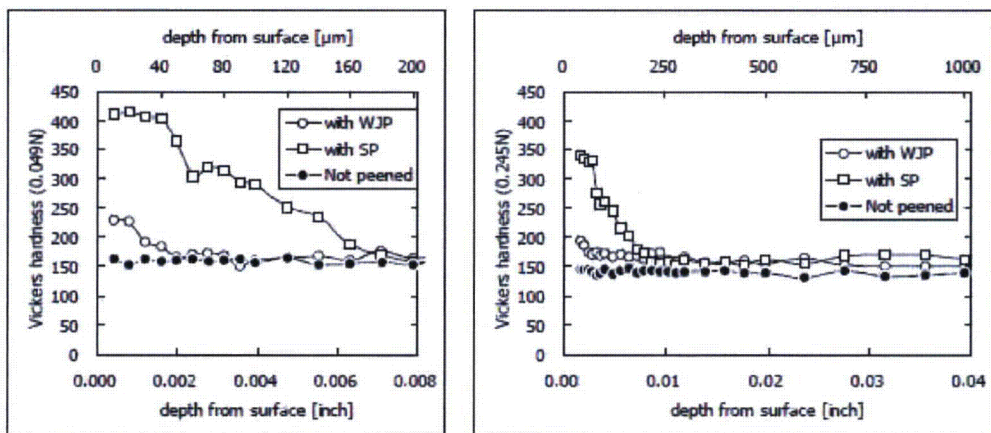 depth from surface [µm]
0 40 80 120 160 200
Vickers hardness (0.049N)
450
400
350
300
250
200
150
100
50
0
with WJP
with SP
Not peened
0.000 0.002 0.004 0.006 0.008
depth from surface [inch]
depth from surface [µm]
0 250 500 750 1000
Vickers hardness (0.245N)
450
400
350
300
250
200
150
100
50
0
with WJP
with SP
Not peened
0.00 0.01 0.02 0.03 0.04
depth from surface [inch]